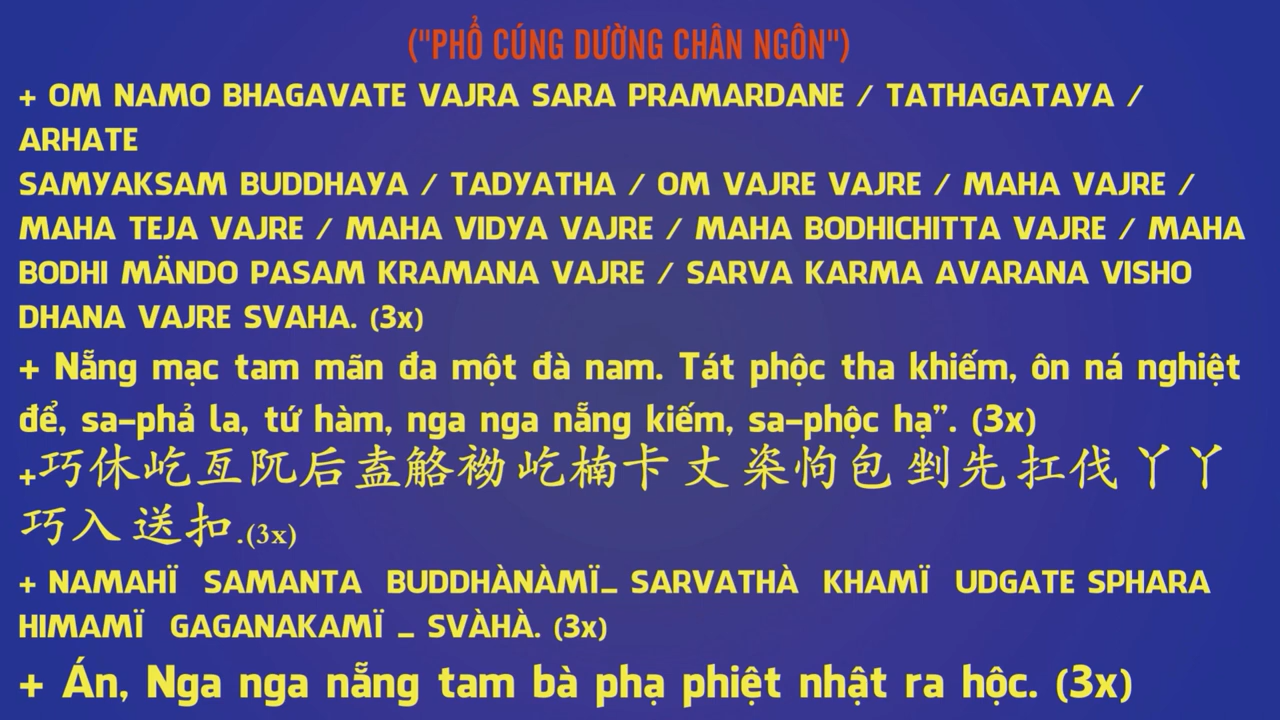 ("PHỔ CÚNG DƯỜNG CHÂN NGÔN")
+ OM NAMO BHAGAVATE VAJRA SARA PRAMARDANE / TATHAGATAYA /
ARHATE
SAMYAKSAM BUDDHAYA / TADYATHA / OM VAJRE VAJRE / MAHA VAJRE /
MAHA TEJA VAJRE / MAHA VIDYA VAJRE / MAHA BODHICHITTA VAJRE / MAHA
BODHI MÄNDO PASAM KRAMANA VAJRE / SARVA KARMA AVARANA VISHO
DHANA VAJRE SVAHA. (3x)
+ Nẵng mạc tam mãn đa một đà nam. Tát phộc tha khiếm, ôn ná nghiệt
để, sa-phả la, tứ hàm, nga nga nẵng kiếm, sa-phộc hạ”. (3x)
+巧休屹亙阢后盍觡袎屹楠卡丈 栥怐包 剉先扛伐丫丫
巧入送扣.(3x)
+ NAMAHÏ SAMANTA BUDDHÀNÀMÏ_ SARVATHÀ KHAMÏ UDGATE SPHARA
HIMAMÏ GAGANAKAMÏ _ SVÀHÀ. (3x)
+ Án, Nga nga nẵng tam bà phạ phiệt nhật ra hộc. (3x)